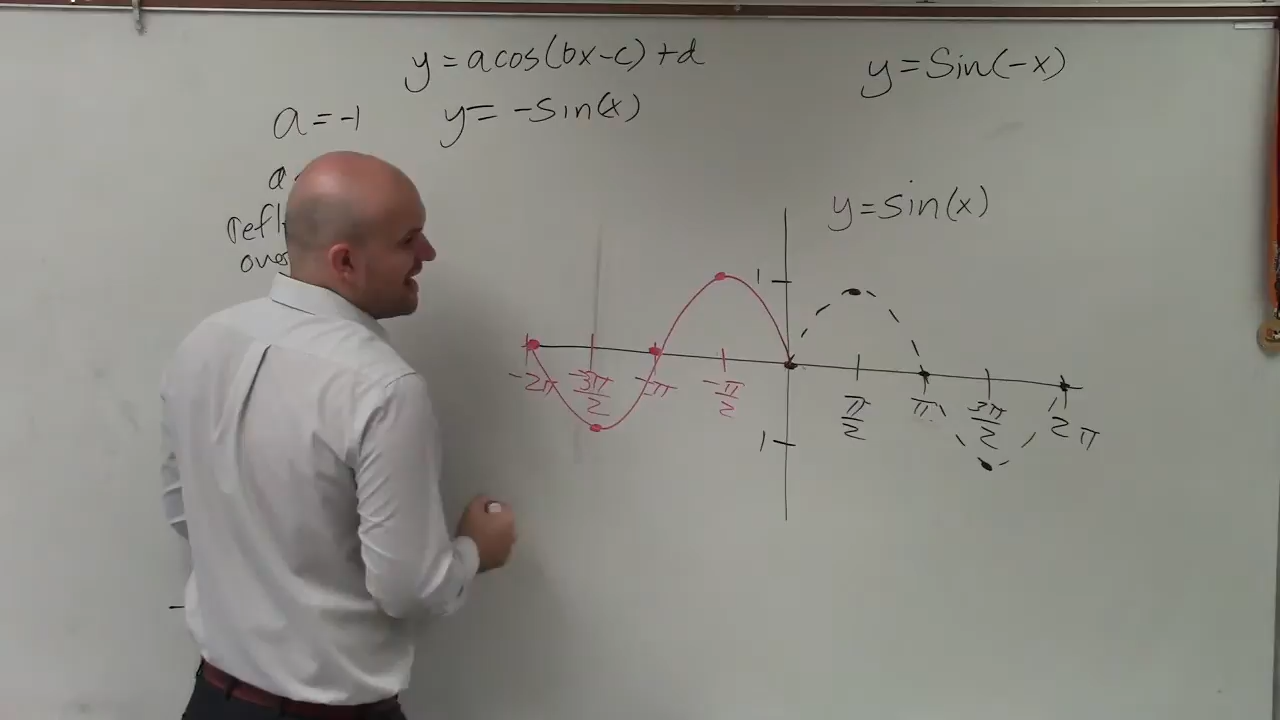 y = a cos(bx-c) + d
y = sin(-x)
a = -1
y = -sin(x)
a
y = sin(x)
1
-2π
-3π/2
-π
-π/2
π/2
π
3π/2
2π
1